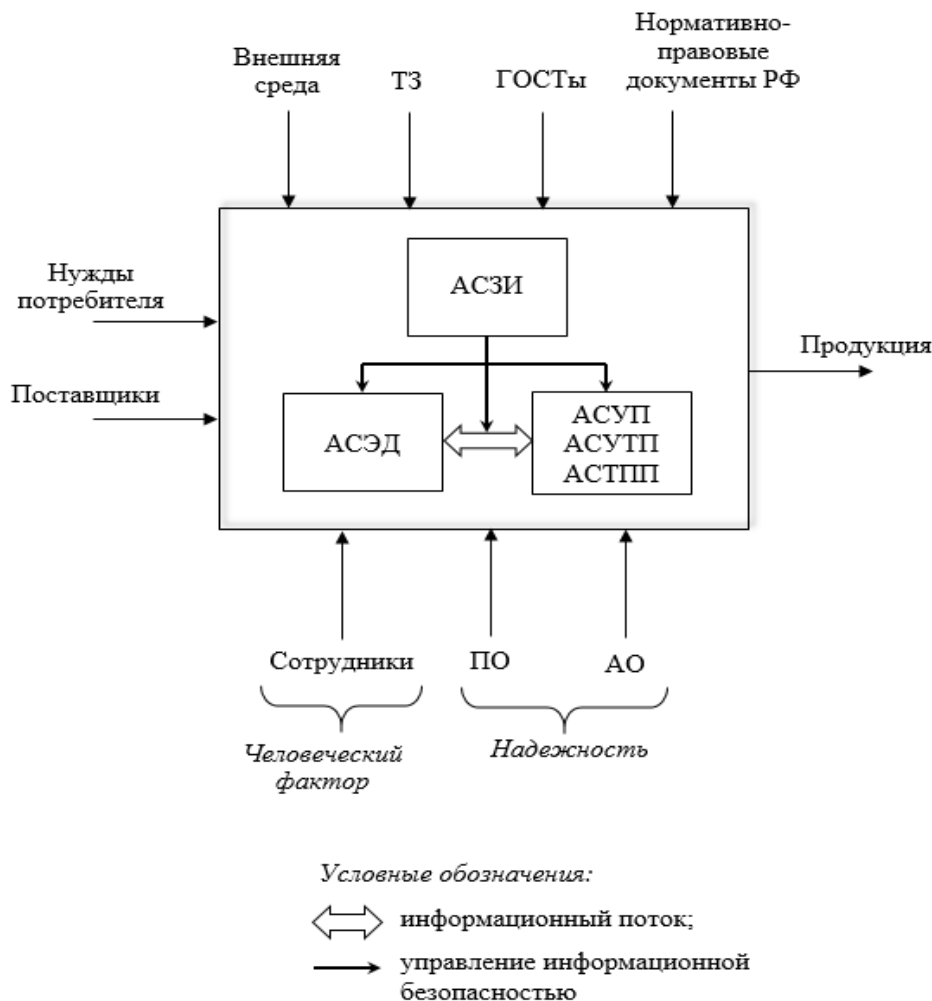 Внешняя
среда
ТЗ
ГОСТы
Нормативно-
правовые
документы РФ
Нужды
потребителя
Поставщики
АСЗИ
АСЭД
АСУП
АСУТП
АСТПП
Продукция
Сотрудники
ПО
АО
Человеческий
фактор
Надежность
Условные обозначения:
информационный поток;
управление информационной
безопасностью